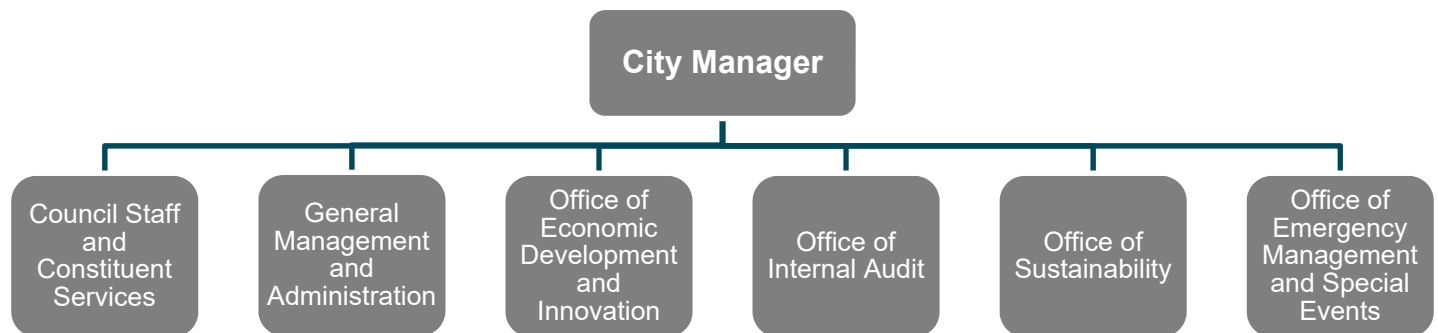 City Manager
Council Staff
and
Constituent
Services
General
Management
and
Administration
Office of
Economic
Development
and
Innovation
Office of
Internal Audit
Office of
Sustainability
Office of
Emergency
Management
and Special
Events